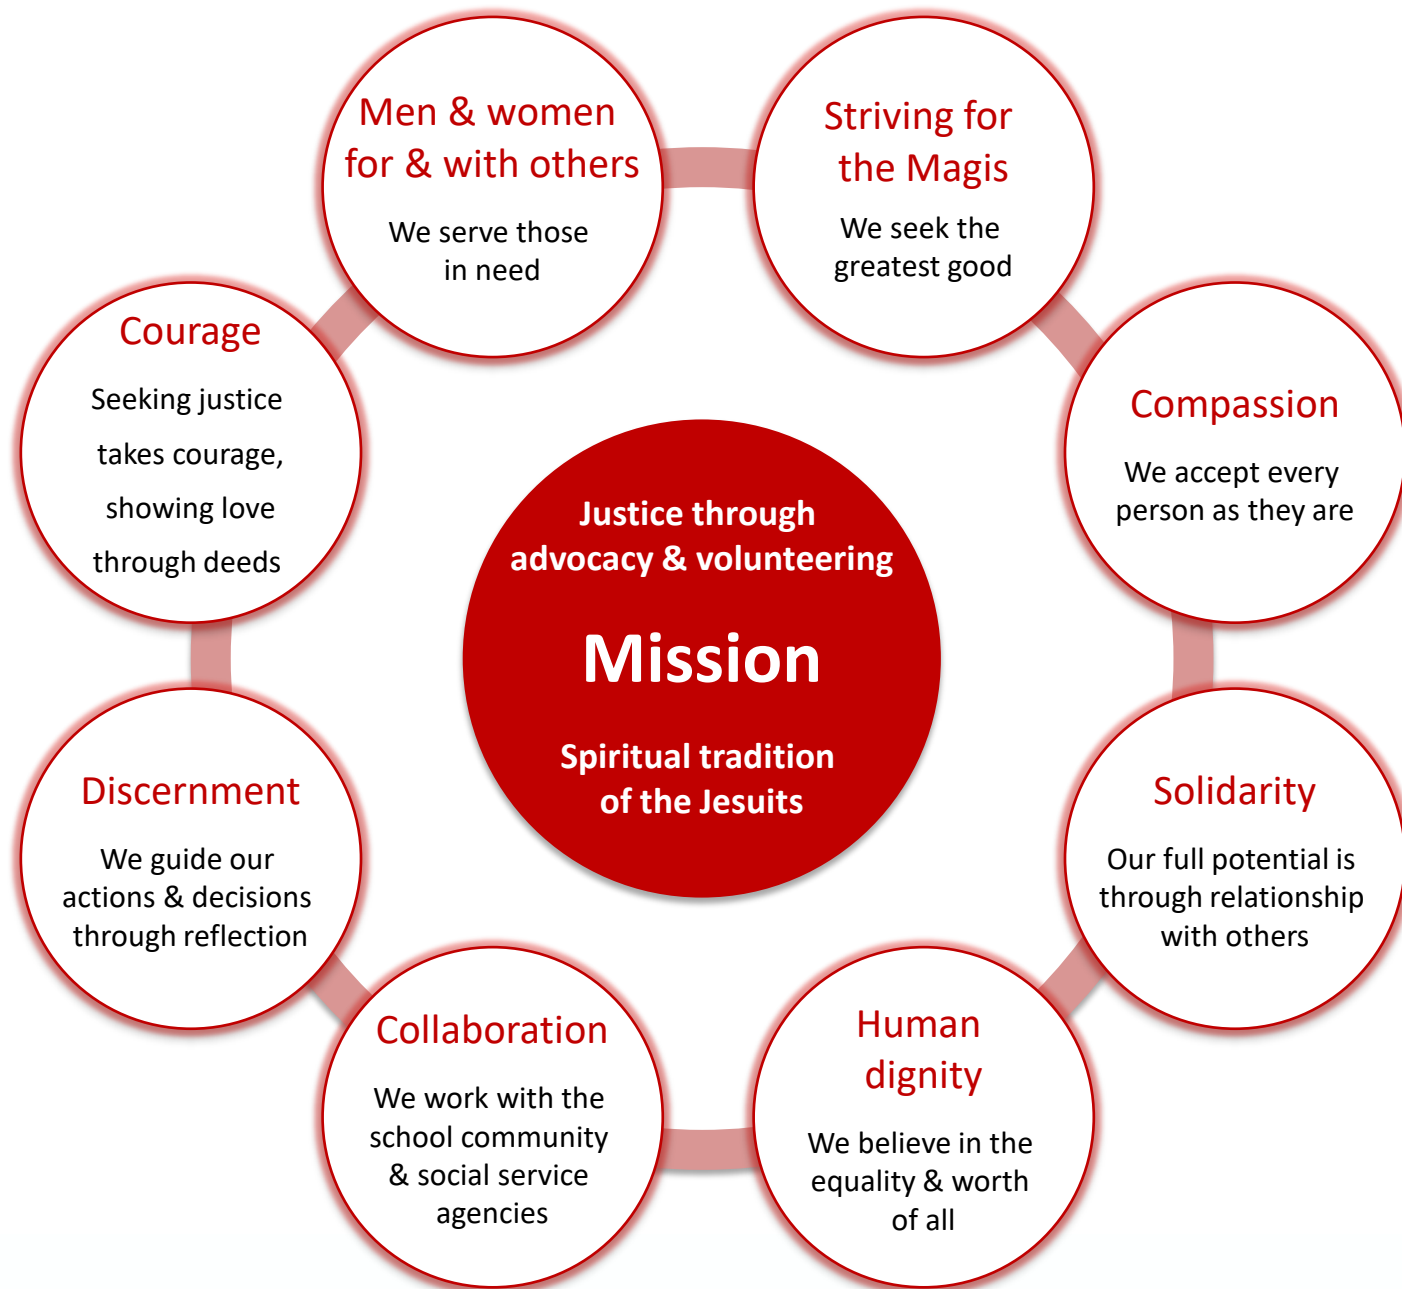 Men & women
for & with others
We serve those
in need
Striving for
the Magis
We seek the
greatest good
Compassion
We accept every
person as they are
Solidarity
Our full potential is
through relationship
with others
Human
dignity
We believe in the
equality & worth
of all
Collaboration
We work with the
school community
& social service
agencies
Discernment
We guide our
actions & decisions
through reflection
Courage
Seeking justice
takes courage,
showing love
through deeds
Justice through
advocacy & volunteering
Mission
Spiritual tradition
of the Jesuits